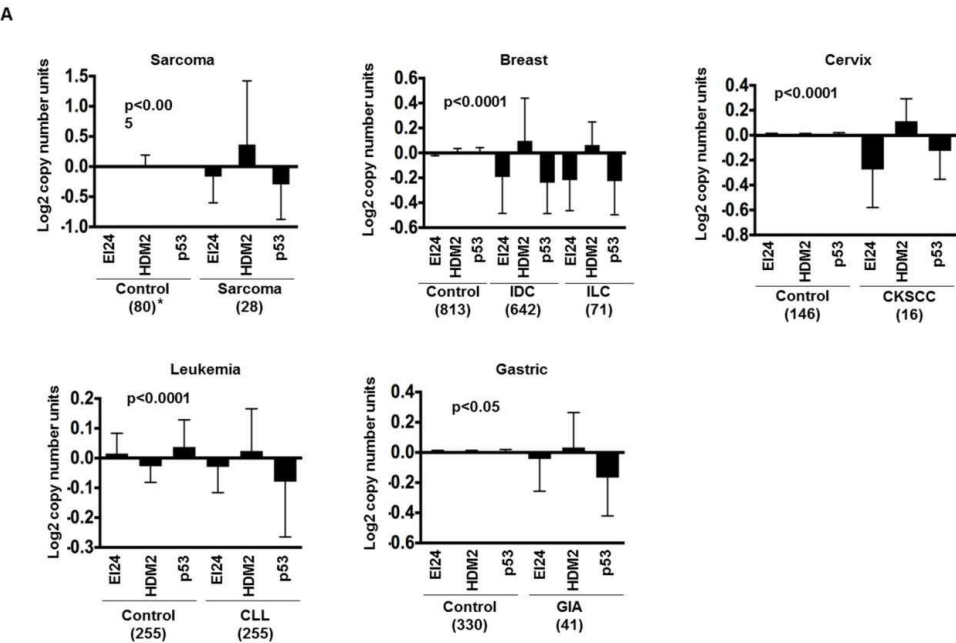 A
Sarcoma
Log2 copy number units
1.5
1.0
0.5
0.0
-0.5
-1.0
p<0.00
5
EI24
HDM2
p53
EI24
HDM2
p53
Control
(80)*
Sarcoma
(28)
Breast
Log2 copy number units
0.6
0.4
0.2
0.0
-0.2
-0.4
-0.6
p<0.0001
EI24
HDM2
p53
EI24
HDM2
p53
EI24
HDM2
p53
Control
(813)
IDC
(642)
ILC
(71)
Cervix
Log2 copy number units
0.4
0.2
0.0
-0.2
-0.4
-0.6
-0.8
p<0.0001
EI24
HDM2
p53
EI24
HDM2
p53
Control
(146)
CKSCC
(16)
Leukemia
Log2 copy number units
0.2
0.1
0.0
-0.1
-0.2
-0.3
p<0.0001
EI24
HDM2
p53
EI24
HDM2
p53
Control
(255)
CLL
(255)
Gastric
Log2 copy number units
0.4
0.2
0.0
-0.2
-0.4
-0.6
p<0.05
EI24
HDM2
p53
EI24
HDM2
p53
Control
(330)
GIA
(41)